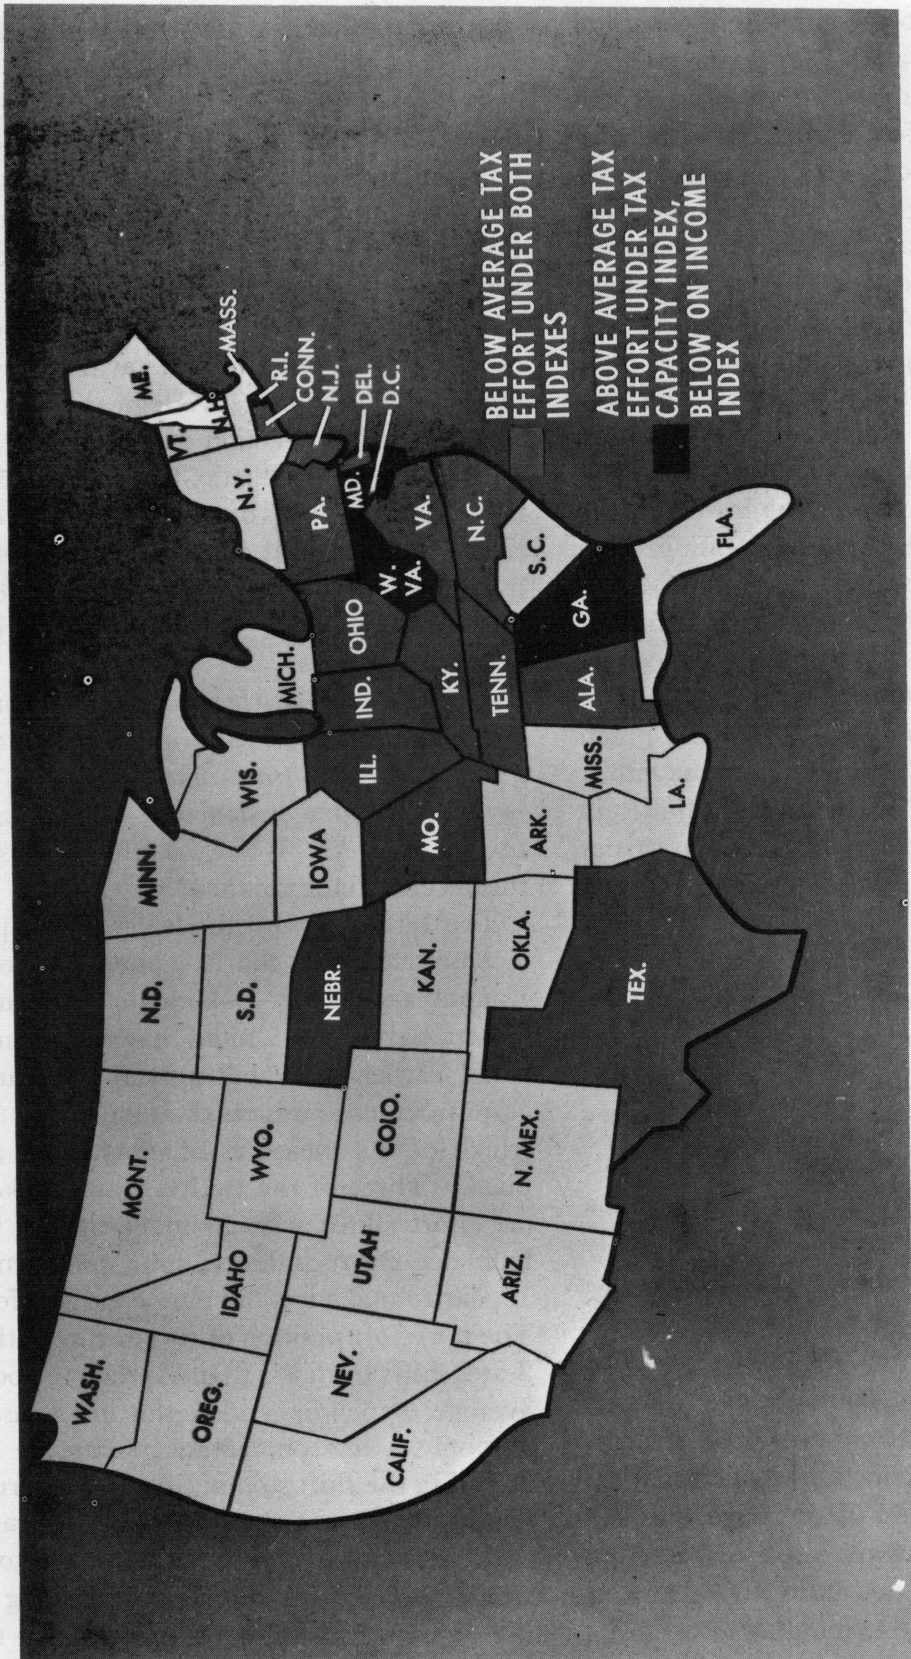 WASH.
OREG.
CALIF.
NEV.
IDAHO
MONT.
WYO.
UTAH
ARIZ.
COLO.
N. MEX.
N.D.
S.D.
NEBR.
KAN.
OKLA.
TEX.
MINN.
IOWA
MO.
ARK.
LA.
WIS.
ILL.
MISS.
MICH.
IND.
KY.
TENN.
ALA.
OHIO
W.
VA.
GA.
FLA.
S.C.
N.C.
VA.
PA.
MD.
N.Y.
VT.
N.H.
ME.
MASS.
R.I.
CONN.
N.J.
DEL.
D.C.
BELOW AVERAGE TAX
EFFORT UNDER BOTH
INDEXES
ABOVE AVERAGE TAX
EFFORT UNDER TAX
CAPACITY INDEX,
BELOW ON INCOME
INDEX